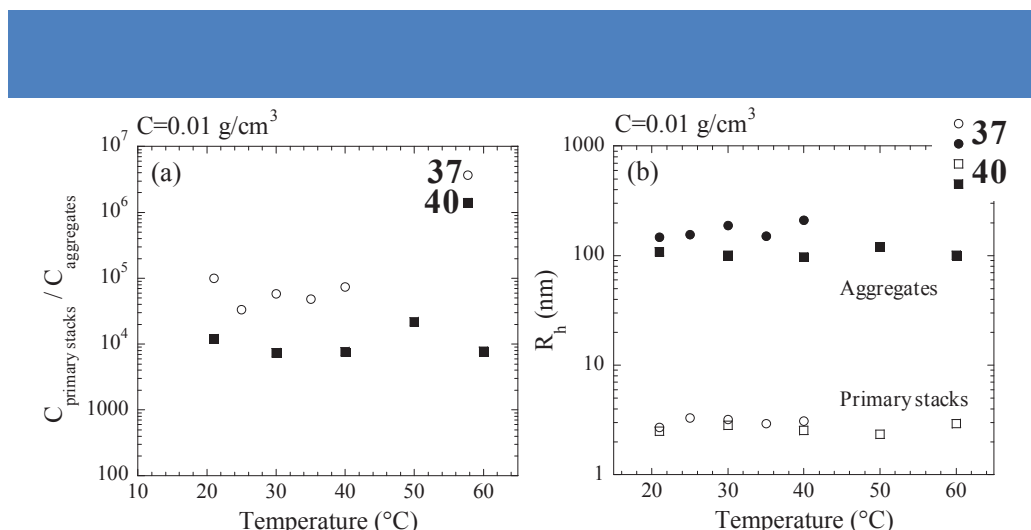 C=0.01 g/cm³
10⁷
(a)
37
40
10⁶
10⁵
10⁴
1000
100
10 20 30 40 50 60
Temperature (°C)
C primary stacks / C aggregates
C=0.01 g/cm³
37
40
1000
(b)
100
Aggregates
10
Primary stacks
1
20 30 40 50 60
Temperature (°C)
R_h (nm)